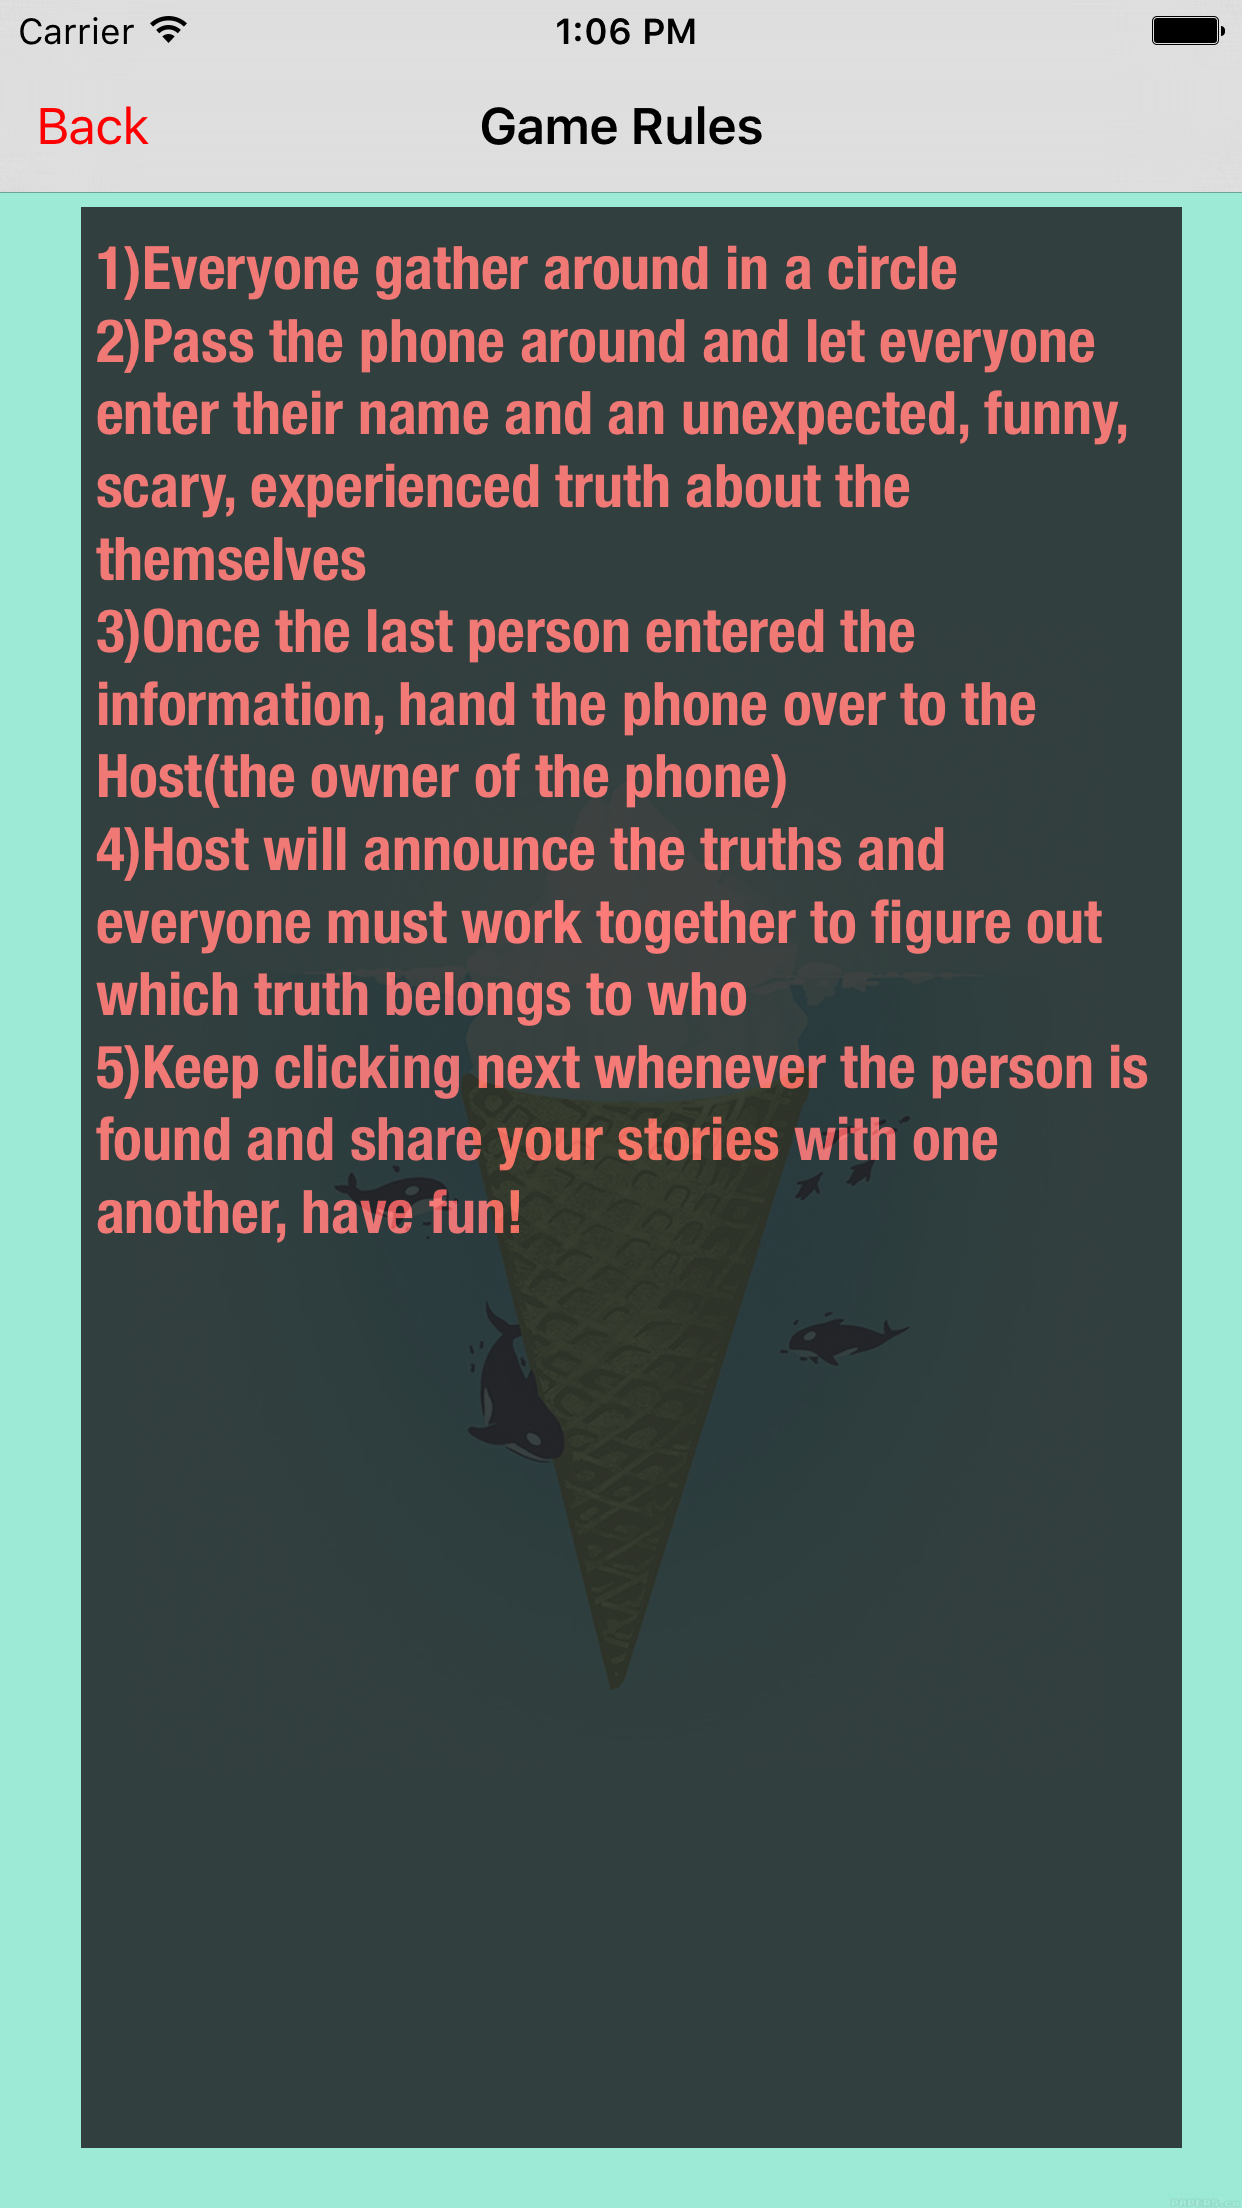 Carrier
1:06 PM
Back
Game Rules
1)Everyone gather around in a circle
2)Pass the phone around and let everyone
enter their name and an unexpected, funny,
scary, experienced truth about the
themselves
3)Once the last person entered the
information, hand the phone over to the
Host(the owner of the phone)
4)Host will announce the truths and
everyone must work together to figure out
which truth belongs to who
5)Keep clicking next whenever the person is
found and share your stories with one
another, have fun!